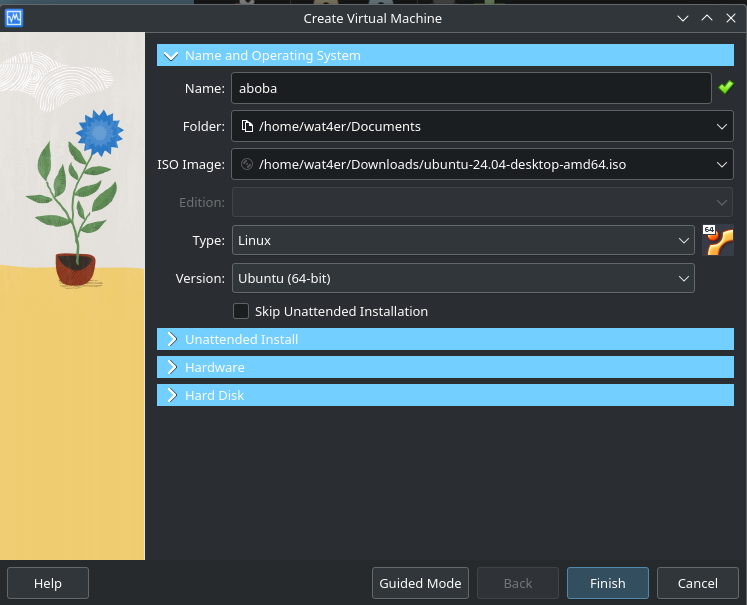 Create Virtual Machine
Name and Operating System
Name: aboba
Folder: /home/wat4er/Documents
ISO Image: /home/wat4er/Downloads/ubuntu-24.04-desktop-amd64.iso
Edition:
Type: Linux
64
Version: Ubuntu (64-bit)
Skip Unattended Installation
Unattended Install
Hardware
Hard Disk
Help Guided Mode Back Finish Cancel